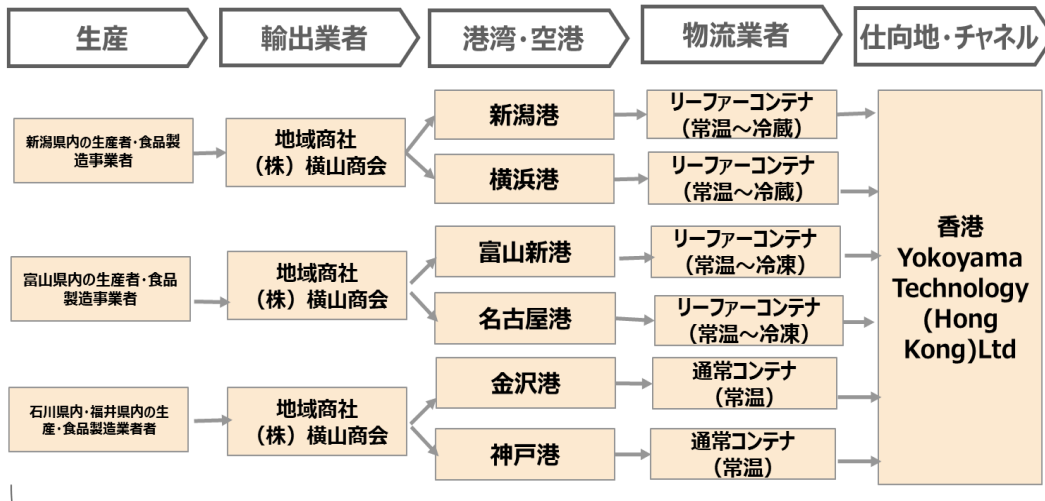 生産
輸出業者
港湾・空港
物流業者
仕向地・チャネル
新潟県内の生産者・食品製
造事業者
地域商社
（株）横山商会
新潟港
リーファーコンテナ
（常温～冷蔵）
横浜港
リーファーコンテナ
（常温～冷蔵）
富山県内の生産者・食品
製造事業者
地域商社
（株）横山商会
富山新港
リーファーコンテナ
（常温～冷凍）
名古屋港
リーファーコンテナ
（常温～冷凍）
石川県内・福井県内の生
産・食品製造業者者
地域商社
（株）横山商会
金沢港
通常コンテナ
（常温）
神戸港
通常コンテナ
（常温）
香港
Yokoyama
Technology
(Hong
Kong)Ltd